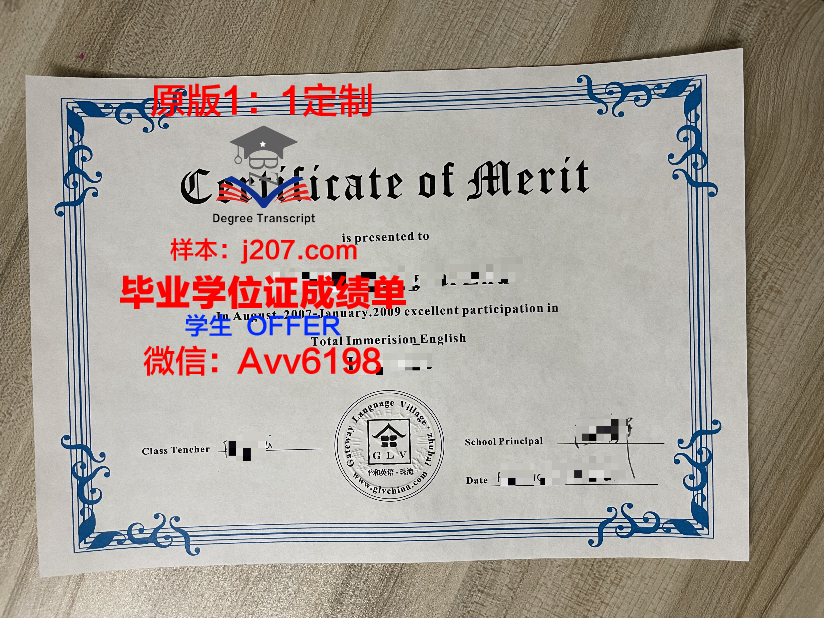 原版1：1定制
Certificate of Merit
Degree Transcript
is presented to
样本：j207.com
毕业学位证成绩单
In August, 2007-January.2009 excellent participation in
学生 OFFER
Total Immerision English
微信：Avv6198
Class Tencher
Gateway Language Village · zhuhai
GLV
www.glvchina.com
School Principal
Date